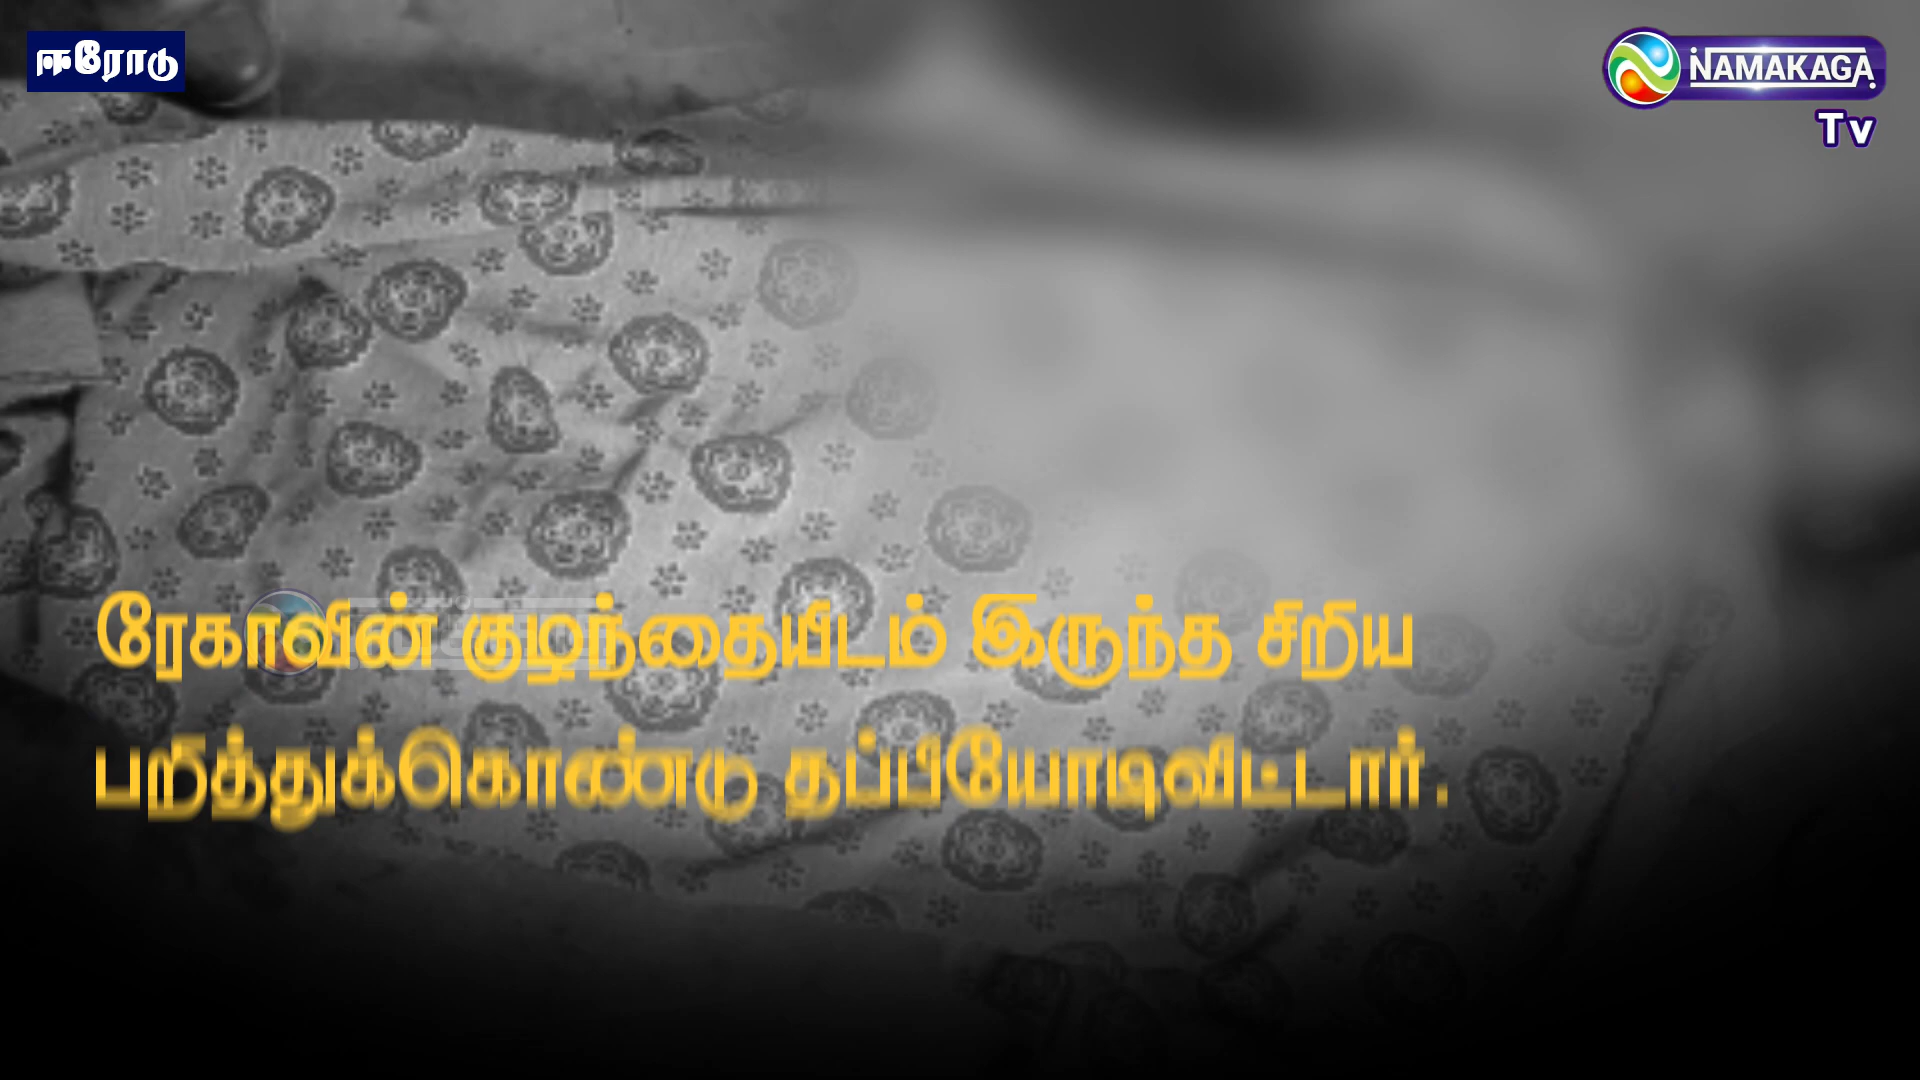 ஈரோடு
NAMAKAGA
Tv
ரேகாவின் குழந்தையிடம் இருந்த சிறிய
பறித்துக்கொண்டு தப்பியோடிவிட்டார்.